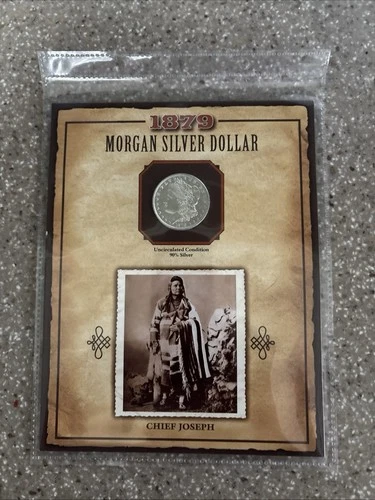 1879
MORGAN SILVER DOLLAR
Uncirculated Condition
90% Silver
CHIEF JOSEPH